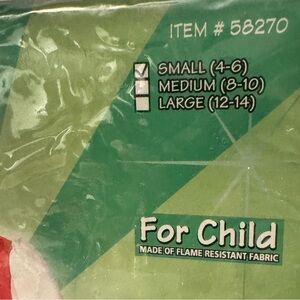 ITEM # 58270
SMALL (4-6)
MEDIUM (8-10)
LARGE (12-14)
For Child
MADE OF FLAME RESISTANT FABRIC